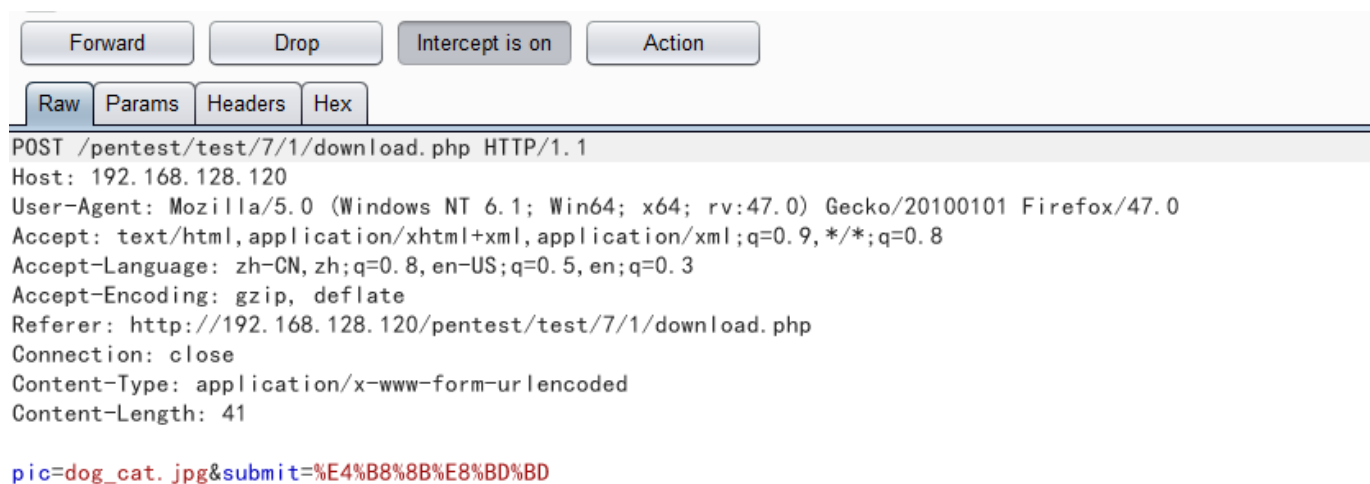 Forward Drop Intercept is on Action
Raw Params Headers Hex
POST /pentest/test/7/1/download.php HTTP/1.1
Host: 192.168.128.120
User-Agent: Mozilla/5.0 (Windows NT 6.1; Win64; x64; rv:47.0) Gecko/20100101 Firefox/47.0
Accept: text/html,application/xhtml+xml,application/xml;q=0.9,*/*;q=0.8
Accept-Language: zh-CN,zh;q=0.8,en-US;q=0.5,en;q=0.3
Accept-Encoding: gzip, deflate
Referer: http://192.168.128.120/pentest/test/7/1/download.php
Connection: close
Content-Type: application/x-www-form-urlencoded
Content-Length: 41
pic=dog_cat.jpg&submit=%E4%B8%8B%E8%BD%BD